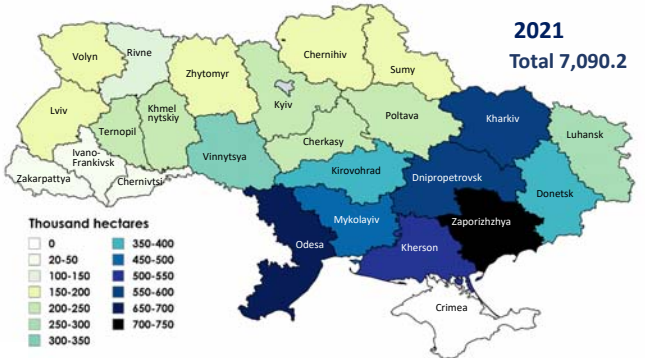 2021
Total 7,090.2
Volyn
Rivne
Zhytomyr
Chernihiv
Sumy
Lviv
Ternopil
Khmel
nytskiy
Kyiv
Poltava
Kharkiv
Luhansk
Ivano-
Frankivsk
Zakarpattya
Chernivtsi
Vinnytsya
Cherkasy
Kirovohrad
Dnipropetrovsk
Donetsk
Odesa
Mykolayiv
Zaporizhzhya
Kherson
Crimea
Thousand hectares
0
20-50
100-150
150-200
200-250
250-300
300-350
350-400
450-500
500-550
550-600
650-700
700-750